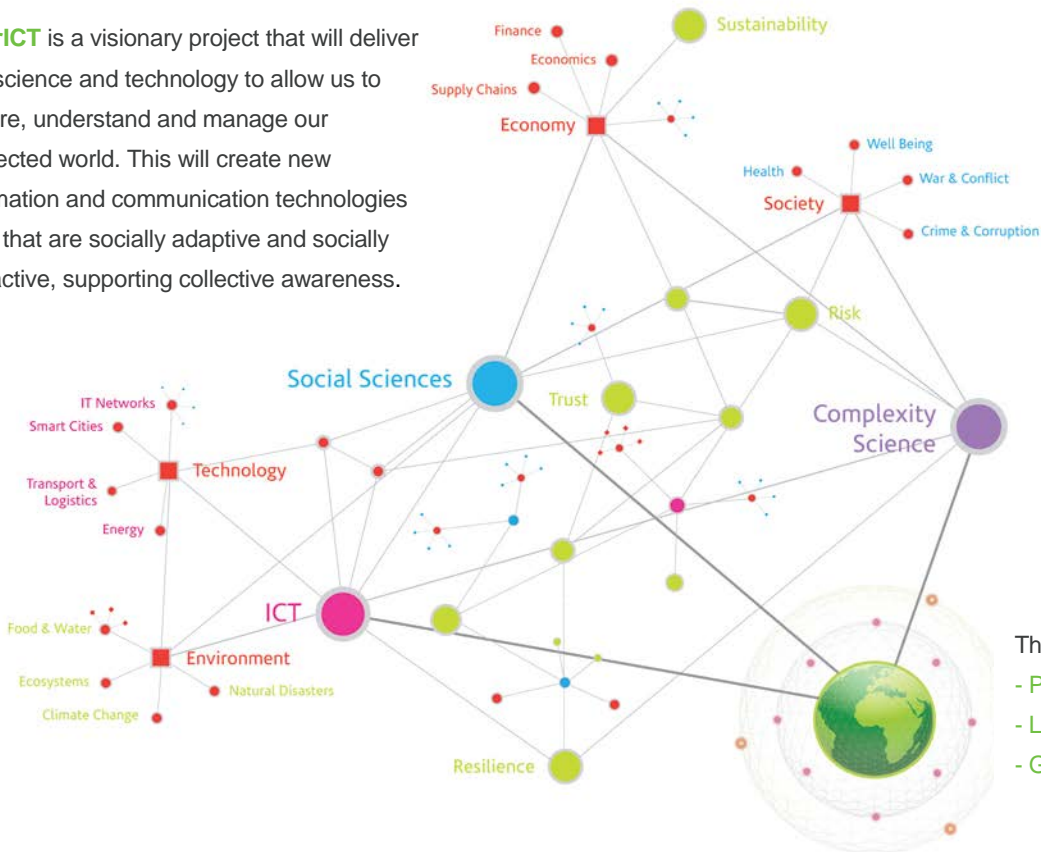 rICT is a visionary project that will deliver
science and technology to allow us to
re, understand and manage our
ected world. This will create new
mation and communication technologies
that are socially adaptive and socially
active, supporting collective awareness.
Sustainability
Finance
Economics
Supply Chains
Economy
Well Being
Health
War & Conflict
Society
Crime & Corruption
Risk
Social Sciences
Trust
Complexity
Science
IT Networks
Smart Cities
Technology
Transport &
Logistics
Energy
ICT
Food & Water
Environment
Ecosystems
Natural Disasters
Climate Change
Resilience
Th
- P
- L
- G